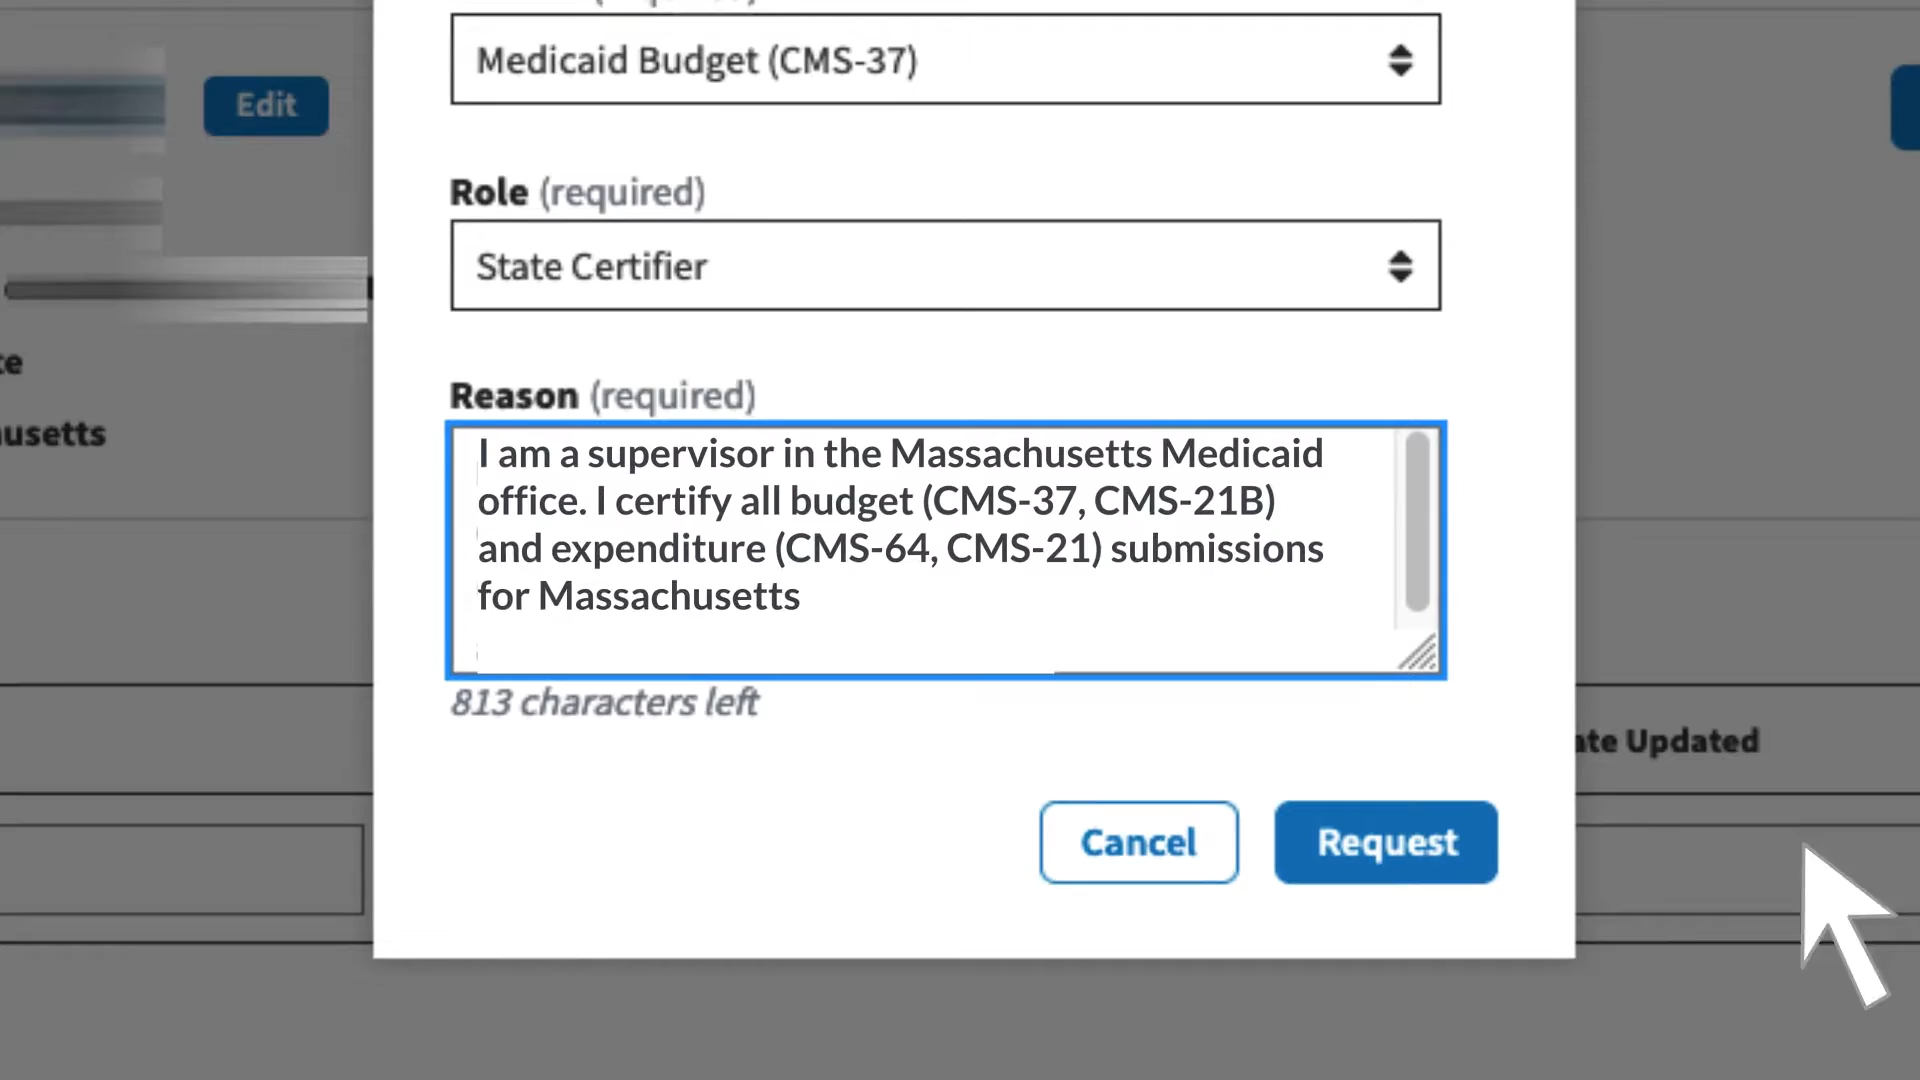 Medicaid Budget (CMS-37)
Edit
Role (required)
State Certifier
Reason (required)
I am a supervisor in the Massachusetts Medicaid
office. I certify all budget (CMS-37, CMS-21B)
and expenditure (CMS-64, CMS-21) submissions
for Massachusetts
usetts
813 characters left
Updated
Cancel
Request